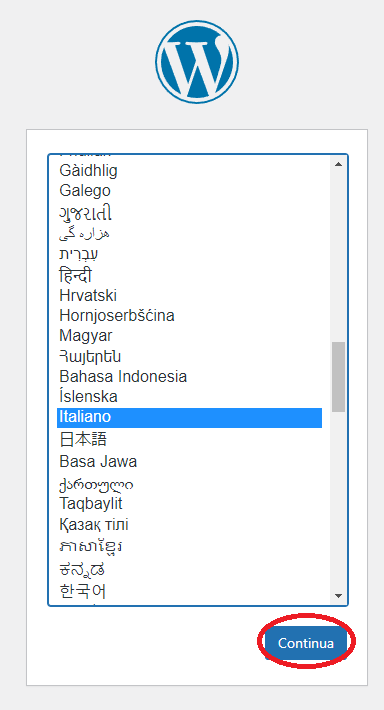 Gàidhlig
Galego
ગુજરાતી
هزاره گی
עִבְרִית
हिन्दी
Hrvatski
Hornjoserbšćina
Magyar
Հայերեն
Bahasa Indonesia
Íslenska
Italiano
日本語
Basa Jawa
ქართული
Taqbaylit
Қазақ тілі
ភាសាខ្មែរ
ಕನ್ನಡ
한국어
Continua